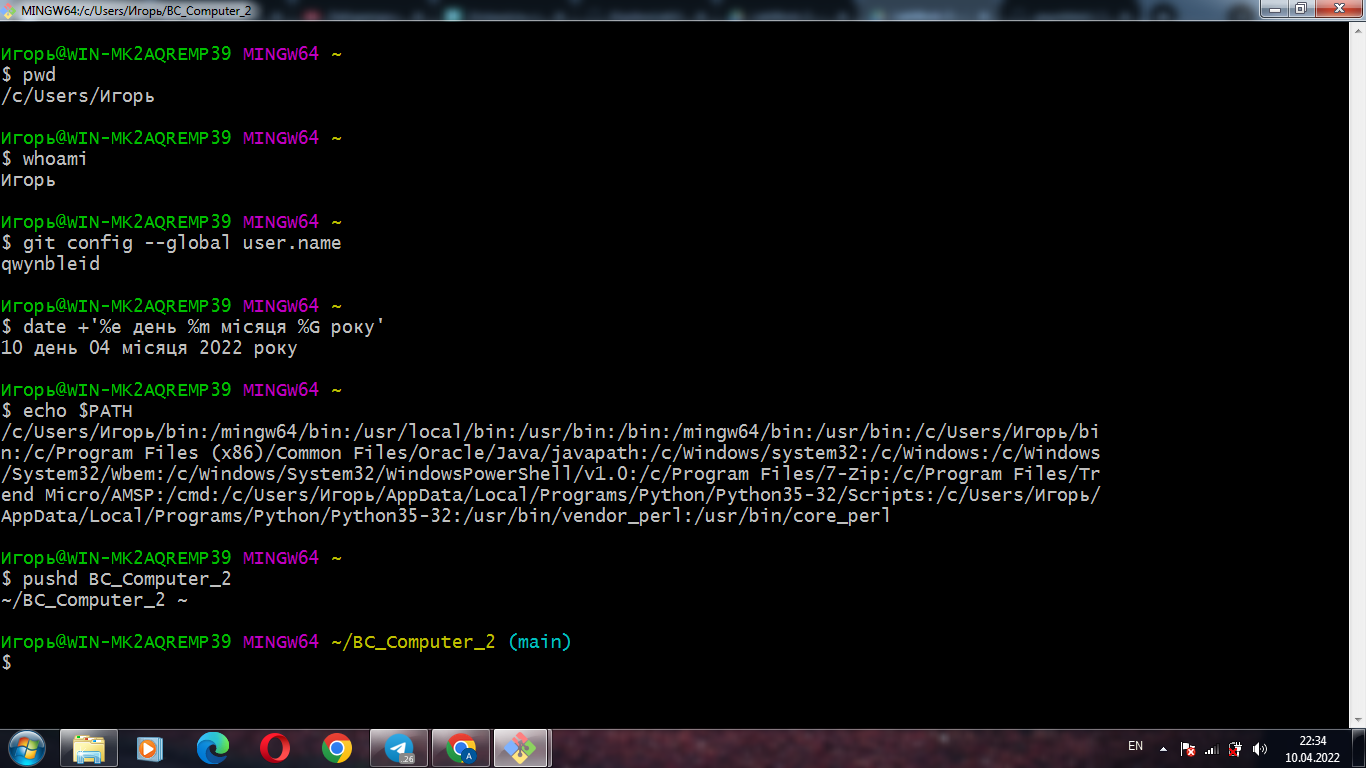 MINGW64:/c/Users/Игорь/BC_Computer_2
Игорь@WIN-MK2AQREMP39 MINGW64 ~
$ pwd
/c/Users/Игорь
Игорь@WIN-MK2AQREMP39 MINGW64 ~
$ whoami
Игорь
Игорь@WIN-MK2AQREMP39 MINGW64 ~
$ git config --global user.name
qwynbleid
Игорь@WIN-MK2AQREMP39 MINGW64 ~
$ date +'%e день %m місяця %G року'
10 день 04 місяця 2022 року
Игорь@WIN-MK2AQREMP39 MINGW64 ~
$ echo $PATH
/c/Users/Игорь/bin:/mingw64/bin:/usr/local/bin:/usr/bin:/bin:/mingw64/bin:/usr/bin:/c/Users/Игорь/bi
n:/c/Program Files (x86)/Common Files/Oracle/Java/javapath:/c/Windows/system32:/c/Windows:/c/Windows
/System32/Wbem:/c/Windows/System32/WindowsPowerShell/v1.0:/c/Program Files/7-Zip:/c/Program Files/Tr
end Micro/AMSP:/cmd:/c/Users/Игорь/AppData/Local/Programs/Python/Python35-32/Scripts:/c/Users/Игорь/
AppData/Local/Programs/Python/Python35-32:/usr/bin/vendor_perl:/usr/bin/core_perl
Игорь@WIN-MK2AQREMP39 MINGW64 ~
$ pushd BC_Computer_2
~/BC_Computer_2 ~
Игорь@WIN-MK2AQREMP39 MINGW64 ~/BC_Computer_2 (main)
$
26
A
EN
22:34
10.04.2022